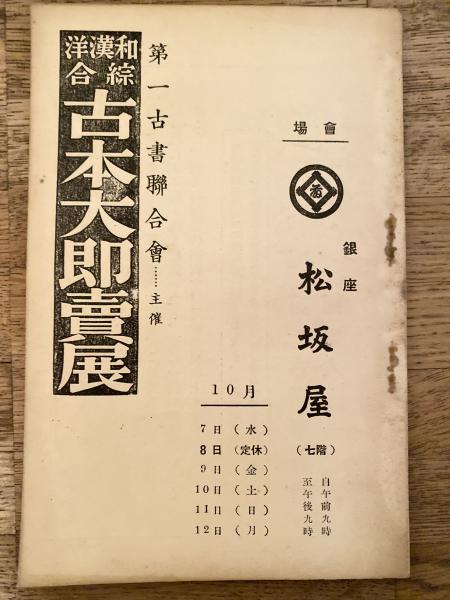 會場
銀座
松坂屋
(七階)
自午前九時
至午後九時
10月
7日(水)
8日(定休)
9日(金)
10日(土)
11日(日)
12日(月)
第一古書聯合會……主催
和漢洋
綜合
古本大即賣展